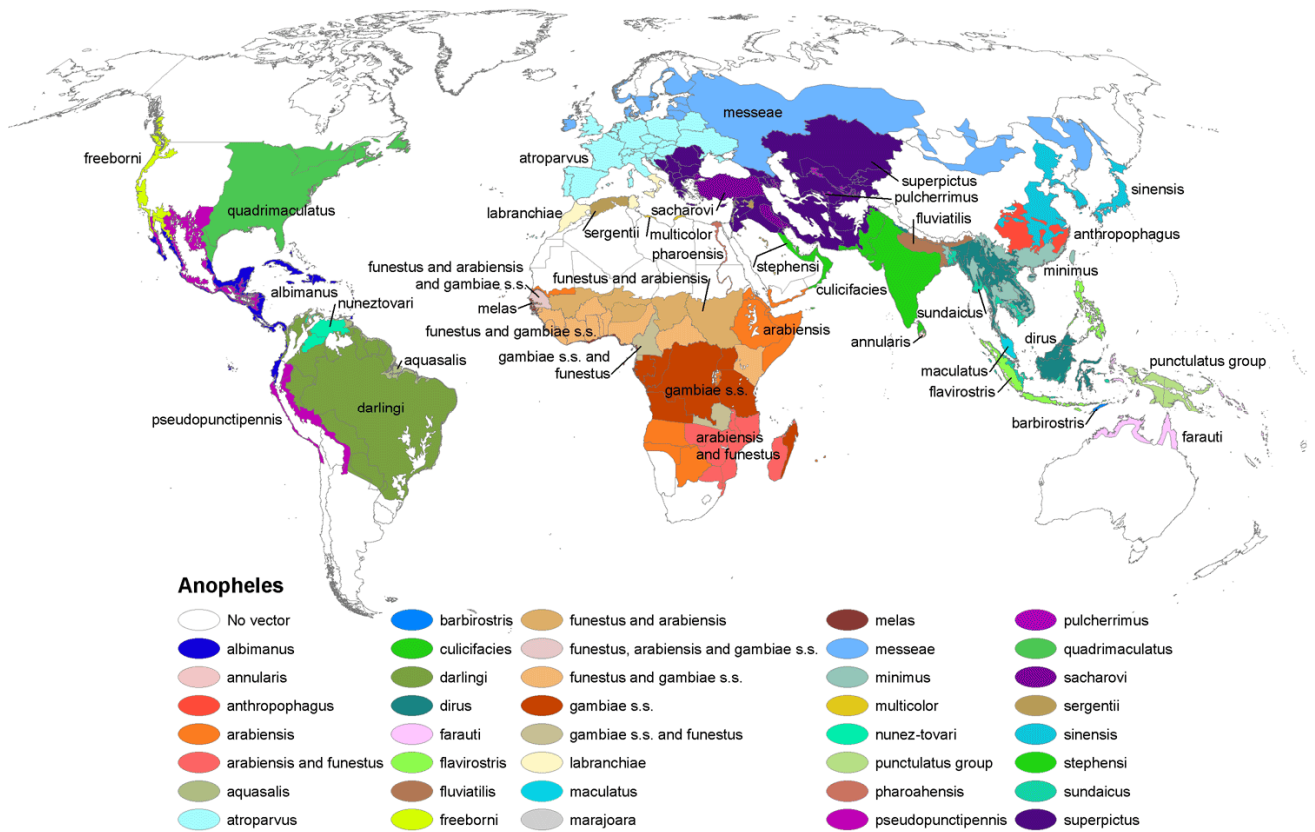 messeae
freeborni
atroparvus
superpictus
quadrimaculatus
pulcherrimus
sinensis
labranchiae
sacharovi
fluviatilis
sergentii
multicolor
anthropophagus
pharoensis
funestus and arabiensis
and gambiae s.s.
funestus and arabiensis
stephensi
minimus
albimanus
nuneztovari
melas
culicifacies
sundaicus
funestus and gambiae s.s.
arabiensis
annularis
dirus
aquasalis
gambiae s.s. and
funestus
punctulatus group
maculatus
gambiae s.s.
flavirostris
darlingi
pseudopunctipennis
barbirostris
arabiensis
and funestus
farauti
Anopheles
No vector
albimanus
annularis
anthropophagus
arabiensis
arabiensis and funestus
aquasalis
atroparvus
barbirostris
culicifacies
darlingi
dirus
farauti
flavirostris
fluviatilis
freeborni
funestus and arabiensis
funestus, arabiensis and gambiae s.s.
funestus and gambiae s.s.
gambiae s.s.
gambiae s.s. and funestus
labranchiae
maculatus
marajoara
melas
messeae
minimus
multicolor
nunez-tovari
punctulatus group
pharoahensis
pseudopunctipennis
pulcherrimus
quadrimaculatus
sacharovi
sergentii
sinensis
stephensi
sundaicus
superpictus